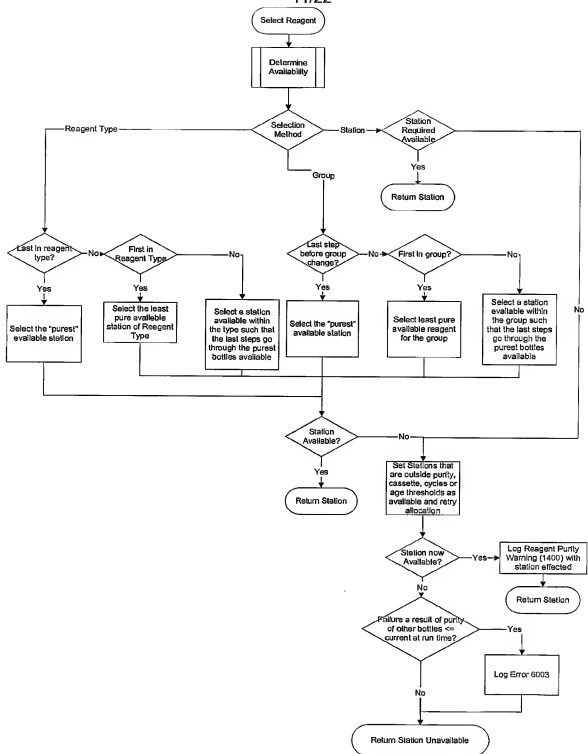 Select Reagent
Determine
Availability
Selection
Method
Reagent Type
Station
Station
Required
Available
Yes
Return Station
Group
Last in reagent
type?
No
First in
Reagent Type
No
Last step
before group
change?
No
First in group?
No
No
Yes
Yes
Yes
Yes
Select the "purest"
available station
Select the least
pure available
station of Reegent
Type
Select e station
available within
the type such that
the last steps go
through the purest
bottles available
Select the "purest"
available station
Select least pure
available reagent
for the group
Select a station
evailable within
the group such
that the last steps
go through the
purest bottles
available
Station
Available?
No
Yes
Return Station
Set Stations that
are outside purity,
cassette, cycles or
age thresholds as
available and retry
allocation
Stetion now
Available?
Yes
Log Reagent Purity
Warning (1400) with
station effected
No
Return Stetion
Failure a result of purity
of other bottles <=
current at run time?
Yes
Log Error 6003
No
Return Station Unavailable